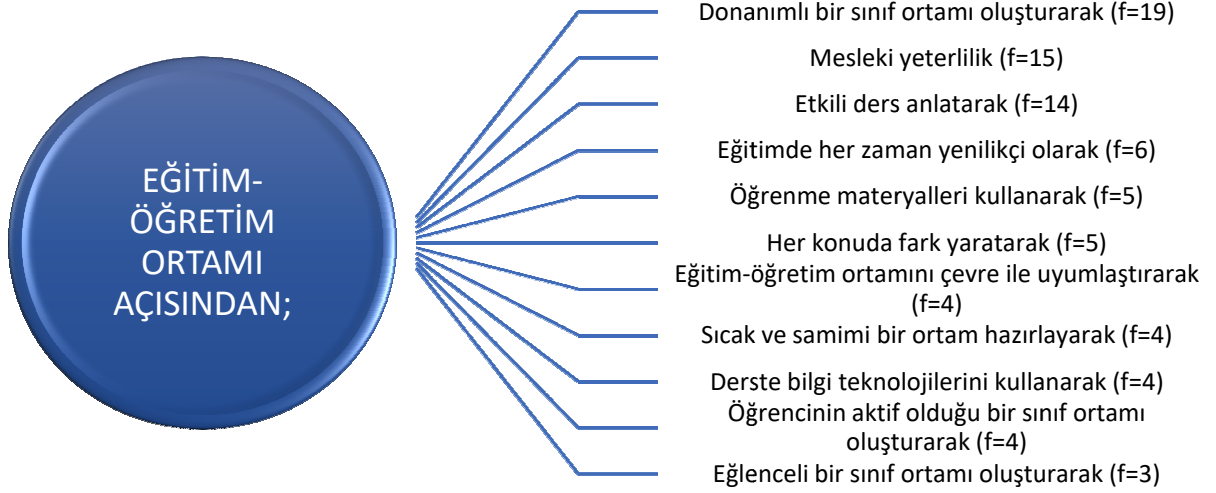 EĞİTİM-
ÖĞRETİM
ORTAMI
AÇISINDAN;
Donanımlı bir sınıf ortamı oluşturarak (f=19)
Mesleki yeterlilik (f=15)
Etkili ders anlatarak (f=14)
Eğitimde her zaman yenilikçi olarak (f=6)
Öğrenme materyalleri kullanarak (f=5)
Her konuda fark yaratarak (f=5)
Eğitim-öğretim ortamını çevre ile uyumlaştırarak
(f=4)
Sıcak ve samimi bir ortam hazırlayarak (f=4)
Derste bilgi teknolojilerini kullanarak (f=4)
Öğrencinin aktif olduğu bir sınıf ortamı
oluşturarak (f=4)
Eğlenceli bir sınıf ortamı oluşturarak (f=3)